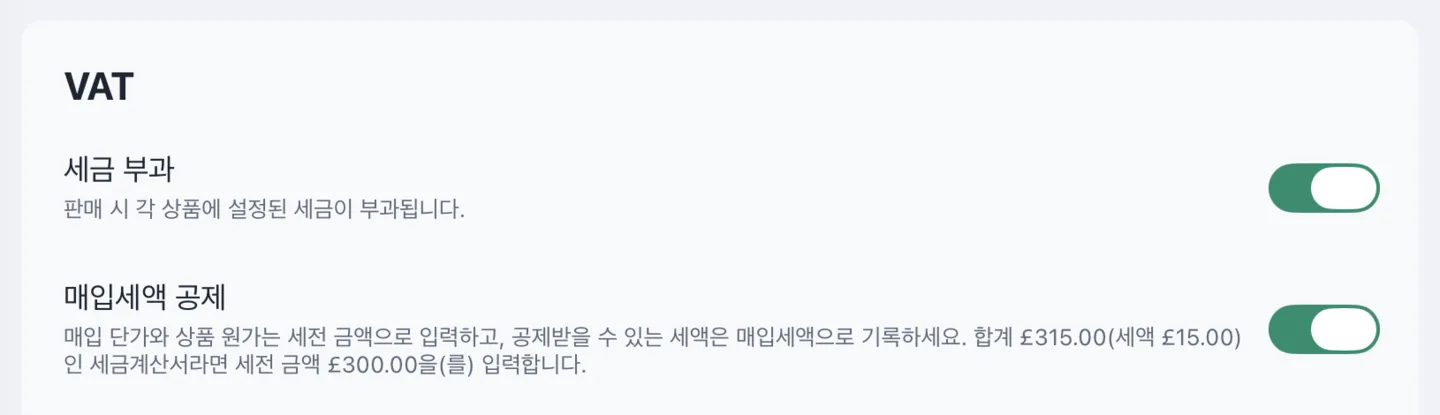 VAT
세금 부과
판매 시 각 상품에 설정된 세금이 부과됩니다.
매입세액 공제
매입 단가와 상품 원가는 세전 금액으로 입력하고, 공제받을 수 있는 세액은 매입세액으로 기록하세요. 합계 £315.00(세액 £15.00)
인 세금계산서라면 세전 금액 £300.00을(를) 입력합니다.